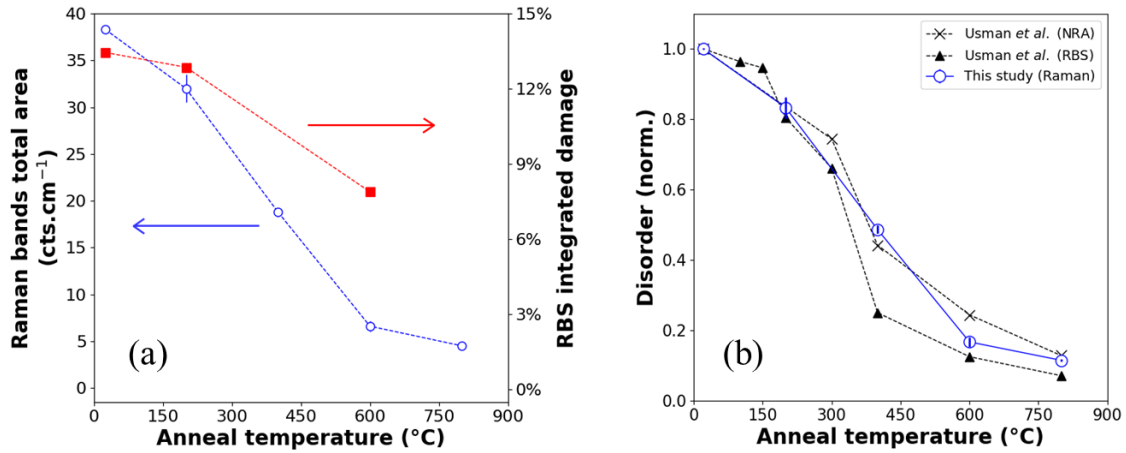 Raman bands total area
(cts.cm⁻¹)
40
35
30
25
20
15
10
5
0
15%
12%
9%
6%
3%
0%
RBS integrated damage
(a)
0 150 300 450 600 750 900
Anneal temperature (°C)
Disorder (norm.)
1.0
0.8
0.6
0.4
0.2
0.0
Usman et al. (NRA)
Usman et al. (RBS)
This study (Raman)
(b)
0 150 300 450 600 750 900
Anneal temperature (°C)